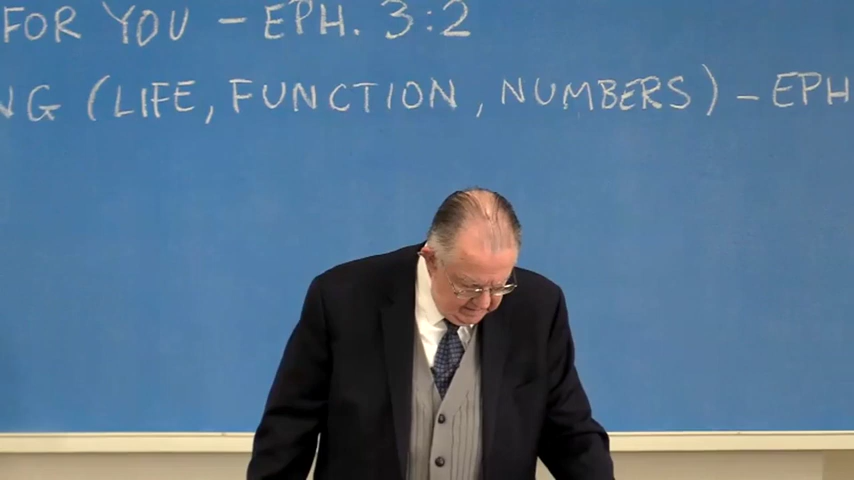 FOR YOU – EPH. 3:2
NG (LIFE, FUNCTION, NUMBERS) – EPH